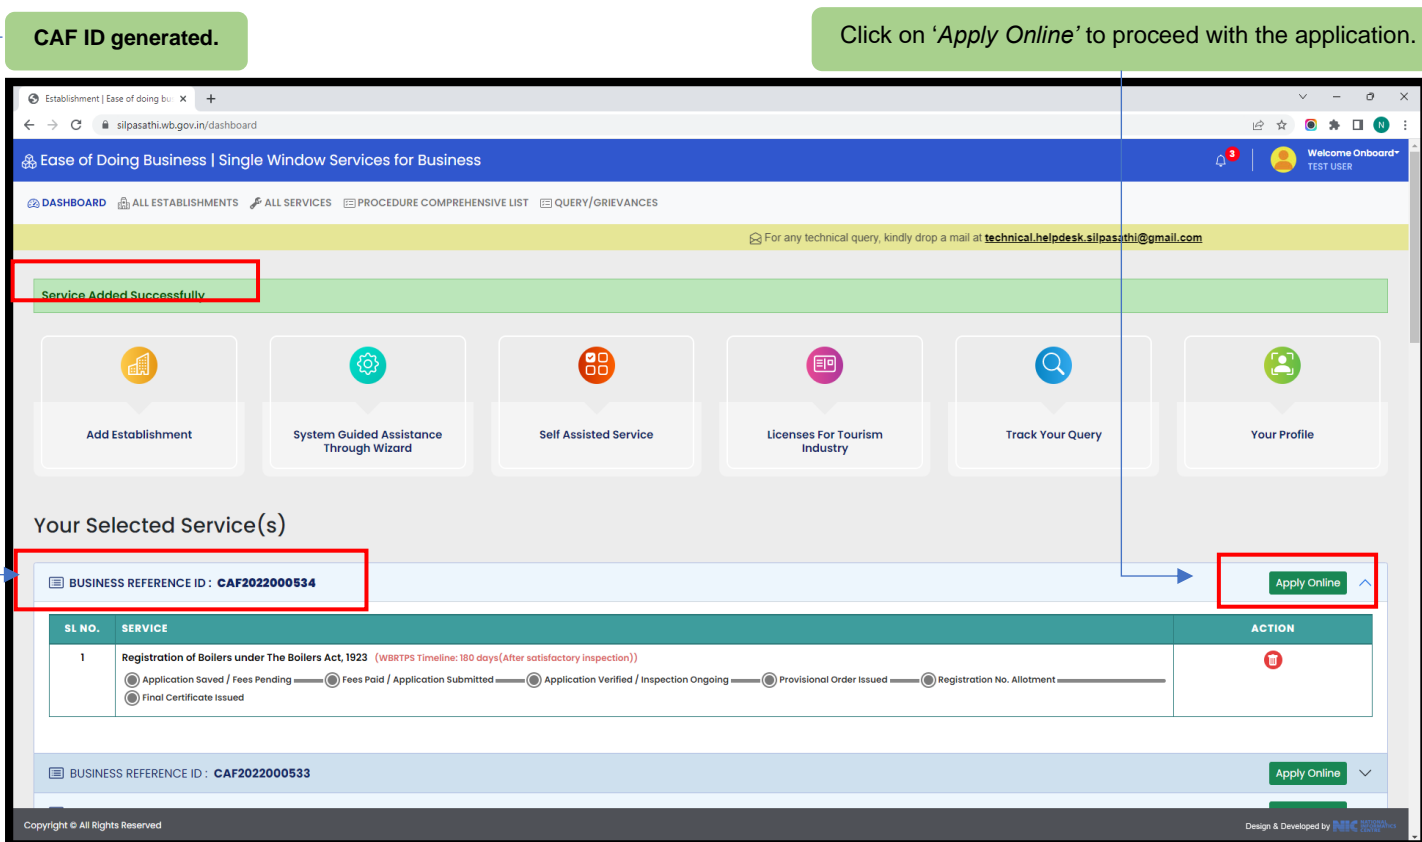 CAF ID generated.
Click on ‘Apply Online’ to proceed with the application.
Establishment | Ease of doing bu
silpasathi.wb.gov.in/dashboard
N
Ease of Doing Business | Single Window Services for Business
3
Welcome Onboard
TEST USER
DASHBOARD ALL ESTABLISHMENTS ALL SERVICES PROCEDURE COMPREHENSIVE LIST QUERY/GRIEVANCES
For any technical query, kindly drop a mail at technical.helpdesk.silpasathi@gmail.com
Service Added Successfully
Add Establishment
System Guided Assistance
Through Wizard
Self Assisted Service
Licenses For Tourism
Industry
Track Your Query
Your Profile
Your Selected Service(s)
BUSINESS REFERENCE ID : CAF2022000534
Apply Online
SL NO. SERVICE ACTION
1 Registration of Boilers under The Boilers Act, 1923 (WBRTPS Timeline: 180 days(After satisfactory inspection))
Application Saved / Fees Pending Fees Paid / Application Submitted Application Verified / Inspection Ongoing Provisional Order Issued Registration No. Allotment
Final Certificate Issued
BUSINESS REFERENCE ID : CAF2022000533
Apply Online
Copyright © All Rights Reserved
Design & Developed by NIC NATIONAL
INFORMATICS
CENTRE